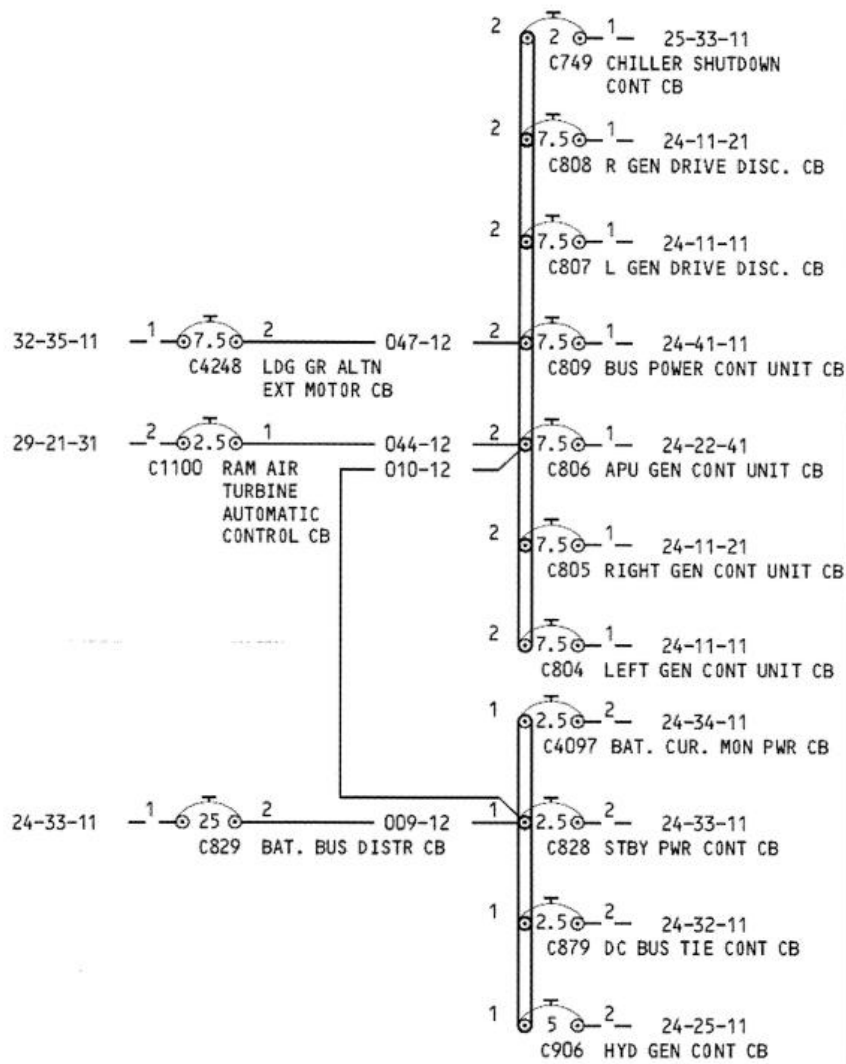 2 2 1 25-33-11
C749 CHILLER SHUTDOWN
CONT CB
2 7.5 1 24-11-21
C808 R GEN DRIVE DISC. CB
2 7.5 1 24-11-11
C807 L GEN DRIVE DISC. CB
32-35-11 1 7.5 2 047-12 2 7.5 1 24-41-11
C4248 LDG GR ALTN
EXT MOTOR CB
C809 BUS POWER CONT UNIT CB
29-21-31 2 2.5 1 044-12 2 7.5 1 24-22-41
010-12
C1100 RAM AIR
TURBINE
AUTOMATIC
CONTROL CB
C806 APU GEN CONT UNIT CB
2 7.5 1 24-11-21
C805 RIGHT GEN CONT UNIT CB
2 7.5 1 24-11-11
C804 LEFT GEN CONT UNIT CB
1 2.5 2 24-34-11
C4097 BAT. CUR. MON PWR CB
24-33-11 1 25 2 009-12 1 2.5 2 24-33-11
C829 BAT. BUS DISTR CB
C828 STBY PWR CONT CB
1 2.5 2 24-32-11
C879 DC BUS TIE CONT CB
1 5 2 24-25-11
C906 HYD GEN CONT CB